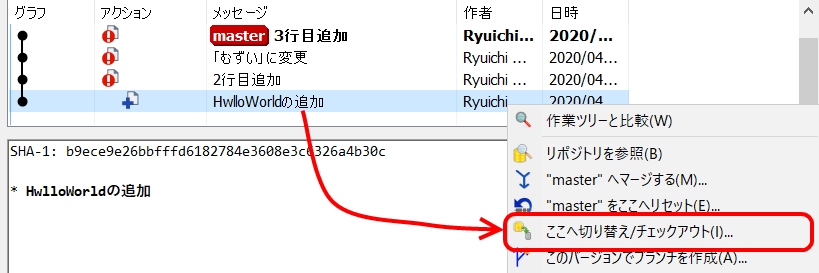 グラフ アクション メッセージ 作者 日時
master 3行目追加 Ryuichi ... 2020/...
「むずい」に変更 Ryuichi ... 2020/04...
2行目追加 Ryuichi ... 2020/04...
HwlloWorldの追加 Ryuichi 2020/04
作業ツリーと比較(W)
SHA-1: b9ece9e26bbfffd6182784e3608e3c6326a4b30c
リポジトリを参照(B)
"master" へマージする(M)...
* HwlloWorldの追加
"master" をここへリセット(E)...
ここへ切り替え/チェックアウト(I)...
このバージョンでブランチを作成(A)...